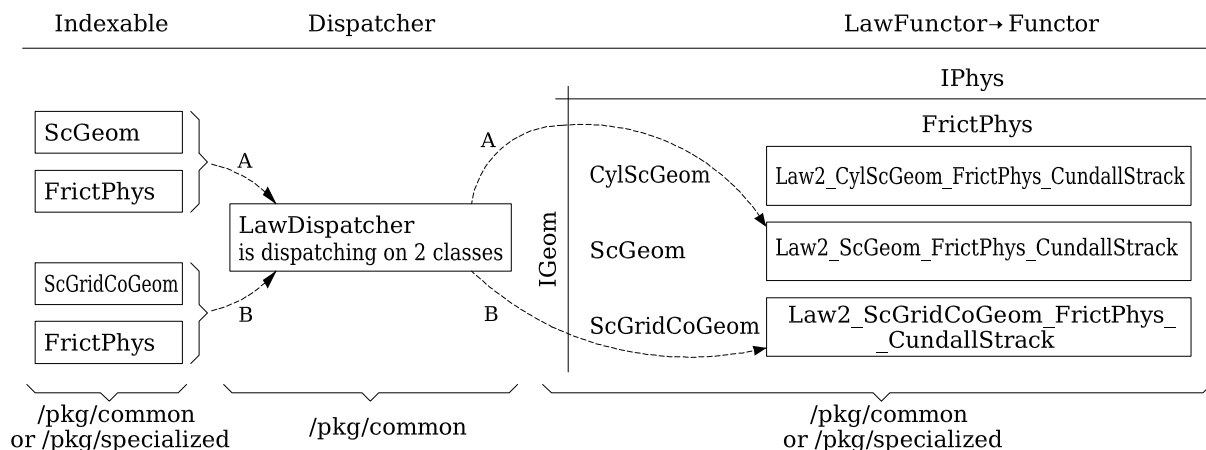 Indexable
Dispatcher
LawFunctor→Functor
IPhys
FrictPhys
ScGeom
FrictPhys
A
ScGridCoGeom
FrictPhys
B
LawDispatcher
is dispatching on 2 classes
A
B
IGeom
CylScGeom
Law2_CylScGeom_FrictPhys_CundallStrack
ScGeom
Law2_ScGeom_FrictPhys_CundallStrack
ScGridCoGeom
Law2_ScGridCoGeom_FrictPhys_
_CundallStrack
/pkg/common
or /pkg/specialized
/pkg/common
/pkg/common
or /pkg/specialized